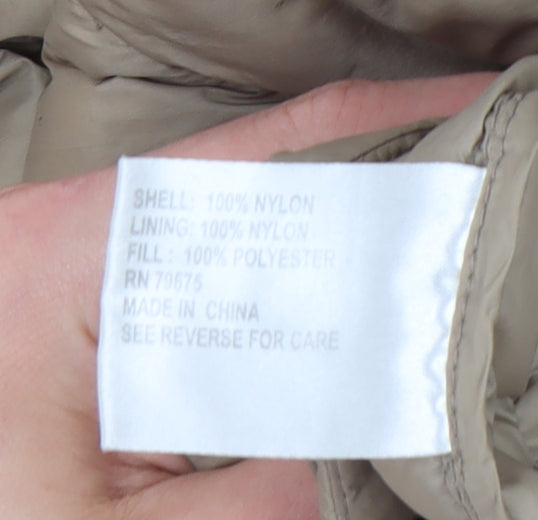 SHELL: 100% NYLON
LINING: 100% NYLON
FILL: 100% POLYESTER
RN 79675
MADE IN CHINA
SEE REVERSE FOR CARE